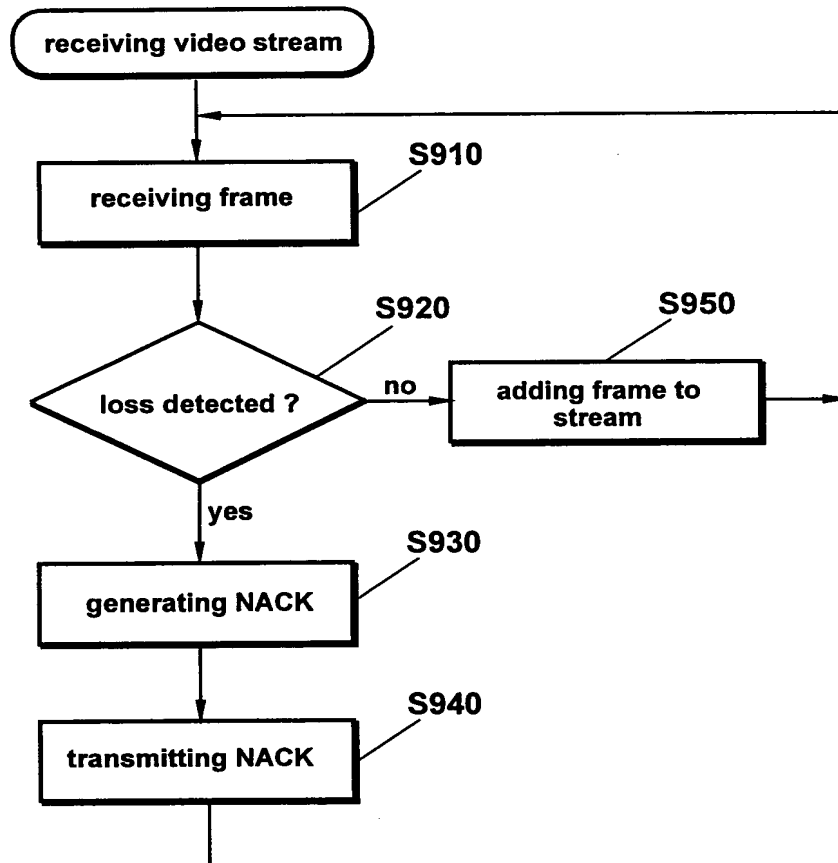 receiving video stream
S910
receiving frame
S920
S950
loss detected ?
no
adding frame to
stream
yes
S930
generating NACK
S940
transmitting NACK